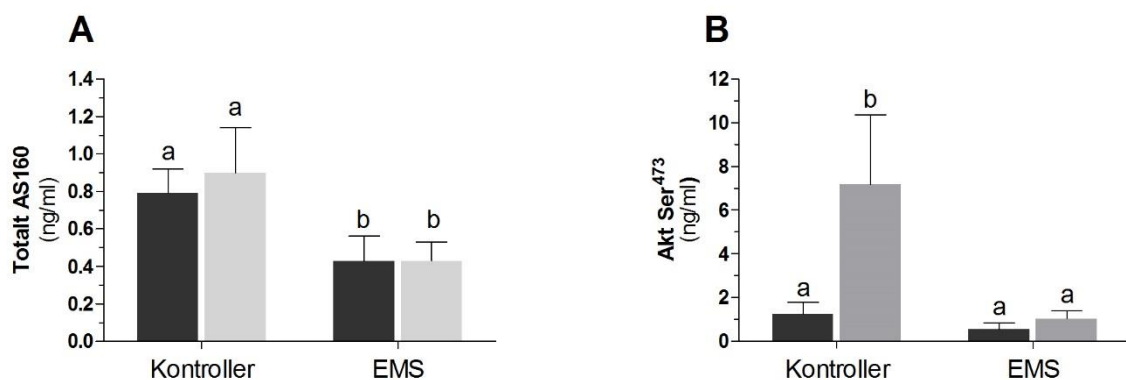 A
Totalt AS160
(ng/ml)
1.4
1.2
1.0
0.8
0.6
0.4
0.2
0.0
a
a
b
b
Kontroller
EMS
B
Akt Ser473
(ng/ml)
12
10
8
6
4
2
0
a
b
a
a
Kontroller
EMS